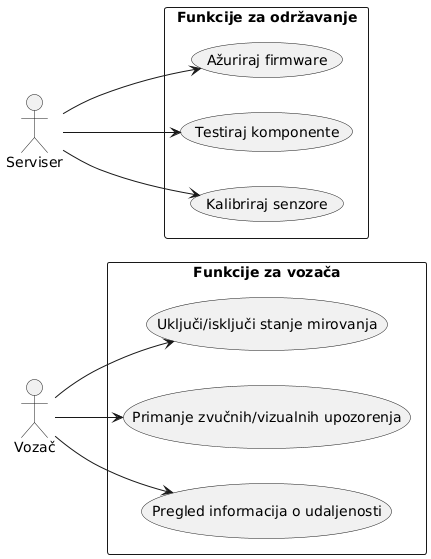 Funkcije za održavanje
Ažuriraj firmware
Testiraj komponente
Serviser
Kalibriraj senzore
Funkcije za vozača
Uključi/isključi stanje mirovanja
Primanje zvučnih/vizualnih upozorenja
Vozač
Pregled informacija o udaljenosti